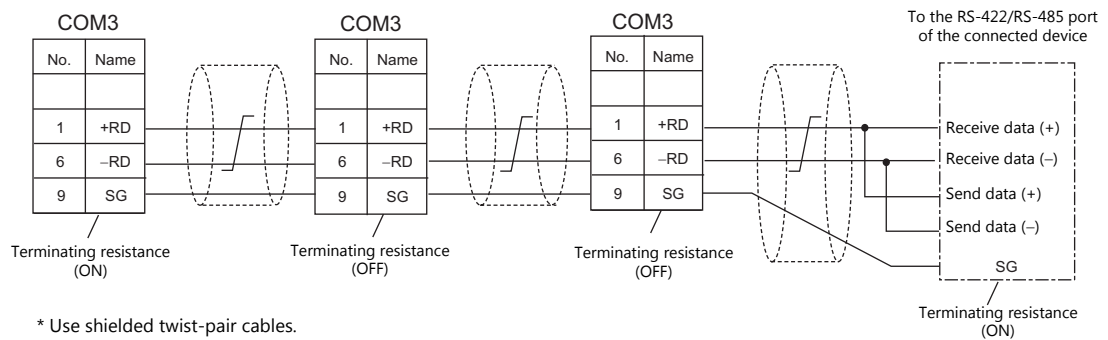 COM3
No. Name
1 +RD
6 –RD
9 SG
Terminating resistance
(ON)
COM3
No. Name
1 +RD
6 –RD
9 SG
Terminating resistance
(OFF)
COM3
No. Name
1 +RD
6 –RD
9 SG
Terminating resistance
(OFF)
To the RS-422/RS-485 port
of the connected device
Receive data (+)
Receive data (–)
Send data (+)
Send data (–)
SG
Terminating resistance
(ON)
* Use shielded twist-pair cables.